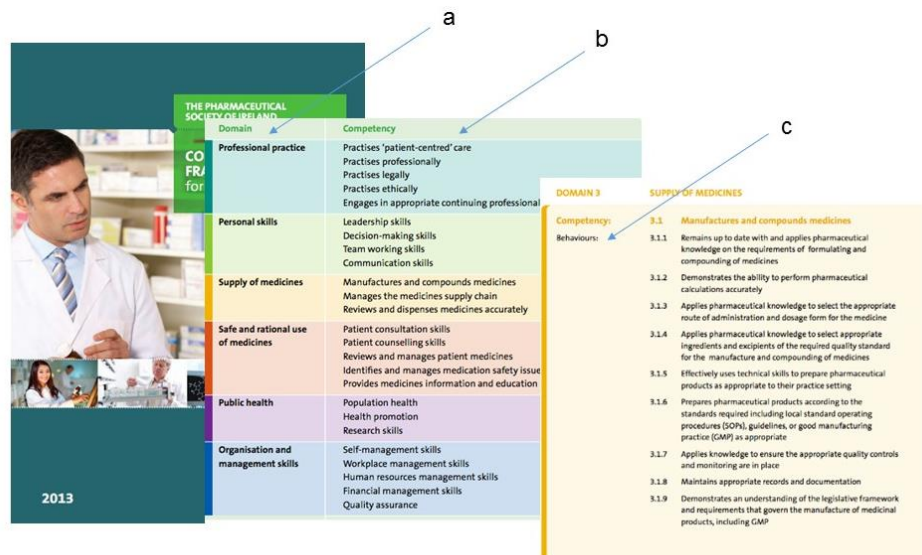 a
b
c
THE PHARMACEUTICAL
SOCIETY OF IRELAND
CO
FRA
for
2013
Domain Competency
Professional practice Practises 'patient-centred' care
Practises professionally
Practises legally
Practises ethically
Engages in appropriate continuing professional
Personal skills Leadership skills
Decision-making skills
Team working skills
Communication skills
Supply of medicines Manufactures and compounds medicines
Manages the medicines supply chain
Reviews and dispenses medicines accurately
Safe and rational use Patient consultation skills
of medicines Patient counselling skills
Reviews and manages patient medicines
Identifies and manages medication safety issue
Provides medicines information and education
Public health Population health
Health promotion
Research skills
Organisation and Self-management skills
management skills Workplace management skills
Human resources management skills
Financial management skills
Quality assurance
DOMAIN 3 SUPPLY OF MEDICINES
Competency: 3.1 Manufactures and compounds medicines
Behaviours: 3.1.1 Remains up to date with and applies pharmaceutical
knowledge on the requirements of formulating and
compounding of medicines
3.1.2 Demonstrates the ability to perform pharmaceutical
calculations accurately
3.1.3 Applies pharmaceutical knowledge to select the appropriate
route of administration and dosage form for the medicine
3.1.4 Applies pharmaceutical knowledge to select appropriate
ingredients and excipients of the required quality standard
for the manufacture and compounding of medicines
3.1.5 Effectively uses technical skills to prepare pharmaceutical
products as appropriate to their practice setting
3.1.6 Prepares pharmaceutical products according to the
standards required including local standard operating
procedures (SOPs), guidelines, or good manufacturing
practice (GMP) as appropriate
3.1.7 Applies knowledge to ensure the appropriate quality controls
and monitoring are in place
3.1.8 Maintains appropriate records and documentation
3.1.9 Demonstrates an understanding of the legislative framework
and requirements that govern the manufacture of medicinal
products, including GMP